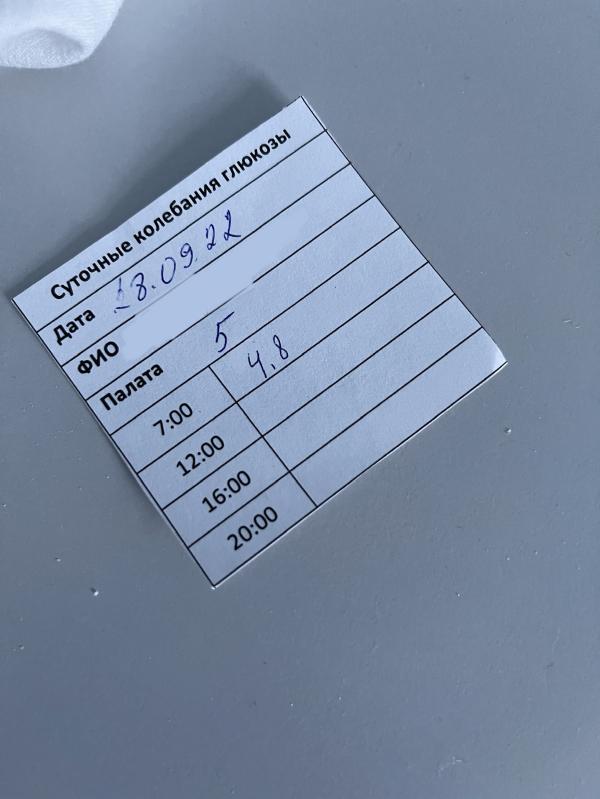 Суточные колебания глюкозы
Дата 28.09.22
ФИО
Палата 5
7:00 4,8
12:00
16:00
20:00